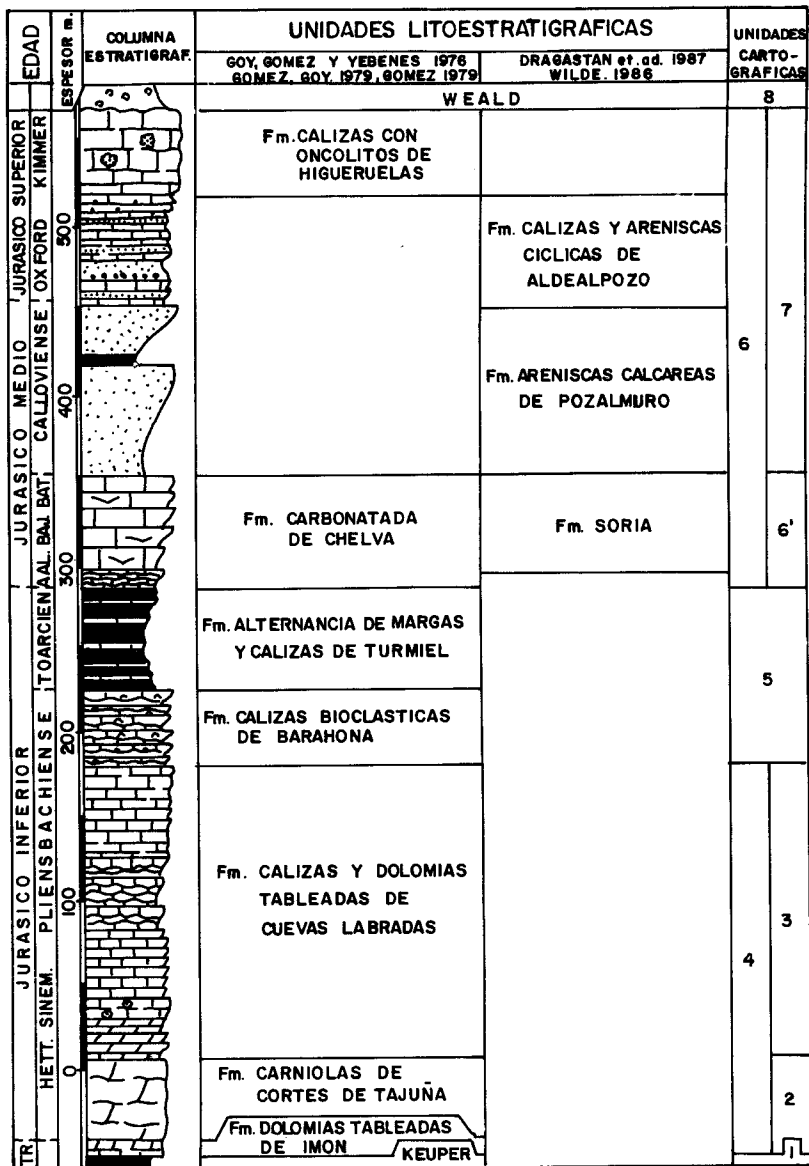 EDAD
ESPESOR m.
COLUMNA
ESTRATIGRAF.
UNIDADES LITOESTRATIGRAFICAS
GOY, GOMEZ Y YEBENES 1976
GOMEZ, GOY, 1979, GOMEZ 1979
DRAGASTAN et. ad. 1987
WILDE. 1986
UNIDADES
CARTO-
GRAFICAS
WEALD
8
JURASICO SUPERIOR
KIMMER
OXFORD
JURASICO MEDIO
CALLOVIENSE
BAT
BAJ.
AAL.
JURASICO INFERIOR
TOARCIEN
PLIENSBACHIENSE
SINEM.
HETT.
TR.
500
400
300
200
100
0
Fm. CALIZAS CON
ONCOLITOS DE
HIGUERUELAS
Fm. CALIZAS Y ARENISCAS
CICLICAS DE
ALDEALPOZO
7
6
Fm. ARENISCAS CALCAREAS
DE POZALMURO
Fm. CARBONATADA
DE CHELVA
Fm. SORIA
6'
Fm. ALTERNANCIA DE MARGAS
Y CALIZAS DE TURMIEL
5
Fm. CALIZAS BIOCLASTICAS
DE BARAHONA
Fm. CALIZAS Y DOLOMIAS
TABLEADAS DE
CUEVAS LABRADAS
3
4
Fm. CARNIOLAS DE
CORTES DE TAJUÑA
2
Fm. DOLOMIAS TABLEADAS
DE IMON
KEUPER
1